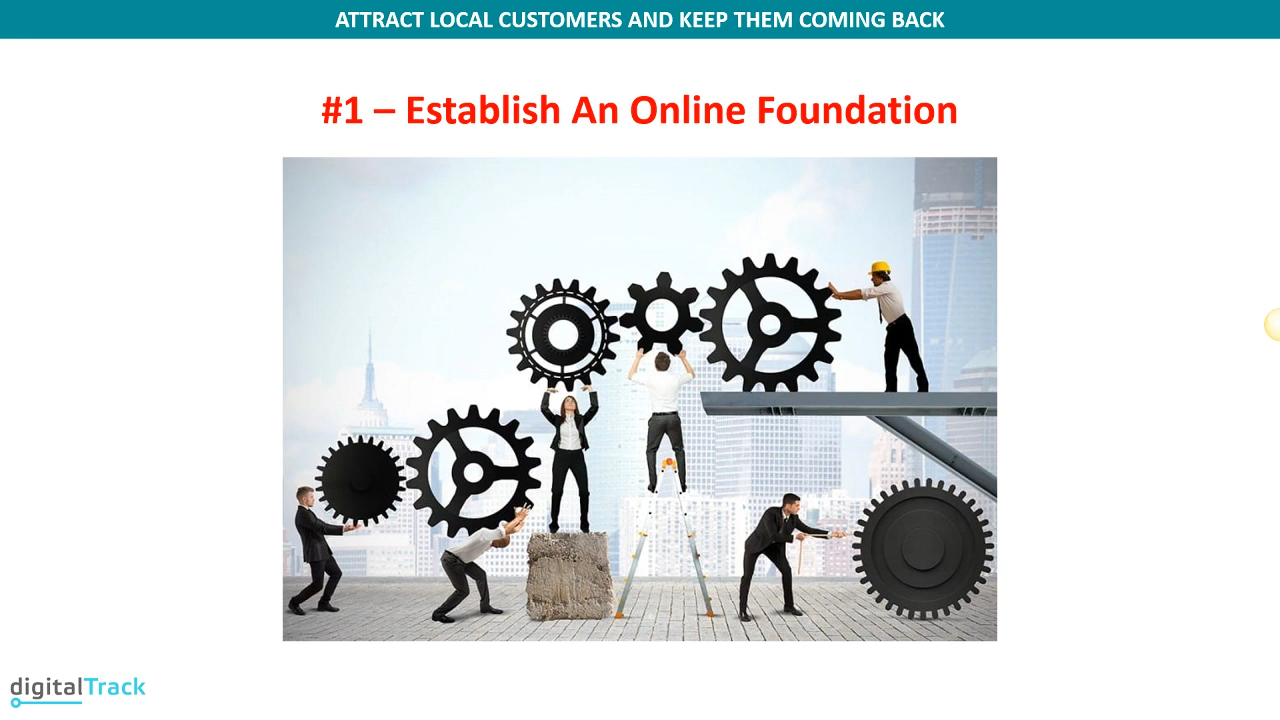 ATTRACT LOCAL CUSTOMERS AND KEEP THEM COMING BACK
#1 – Establish An Online Foundation
digitalTrack